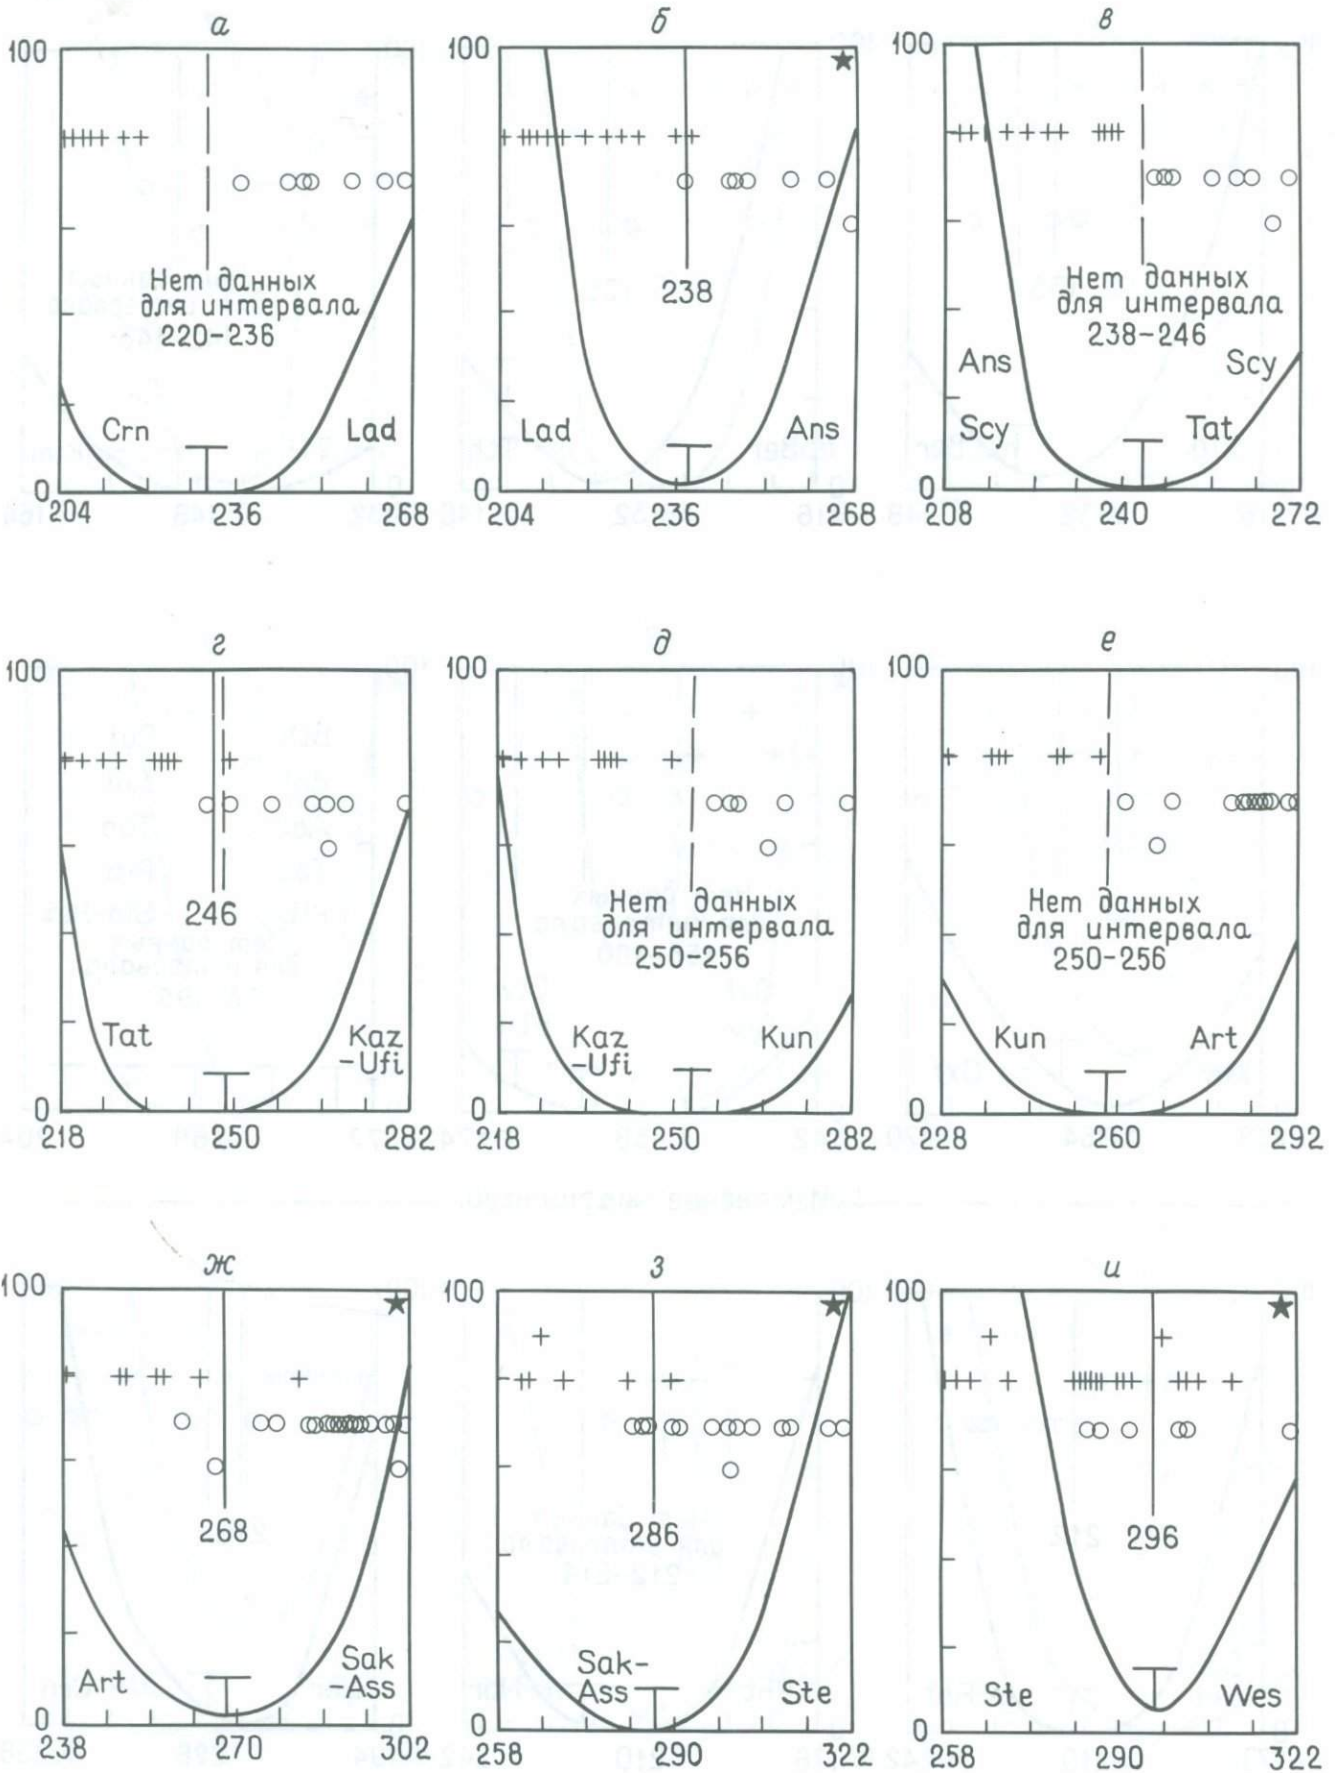 а
100
Нет данных
для интервала
220-236
Crn
Lad
0
204
236
268
б
100
238
Lad
Ans
0
204
236
268
в
100
Нет данных
для интервала
238-246
Ans
Scy
Scy
Tat
0
208
240
272
г
100
246
Tat
Kaz
-Ufi
0
218
250
282
д
100
Нет данных
для интервала
250-256
Kaz
-Ufi
Kun
0
218
250
282
е
100
Нет данных
для интервала
250-256
Kun
Art
0
228
260
292
ж
100
268
Art
Sak
Ass
0
238
270
302
з
100
286
Sak-
Ass
Ste
0
258
290
322
и
100
296
Ste
Wes
0
258
290
322